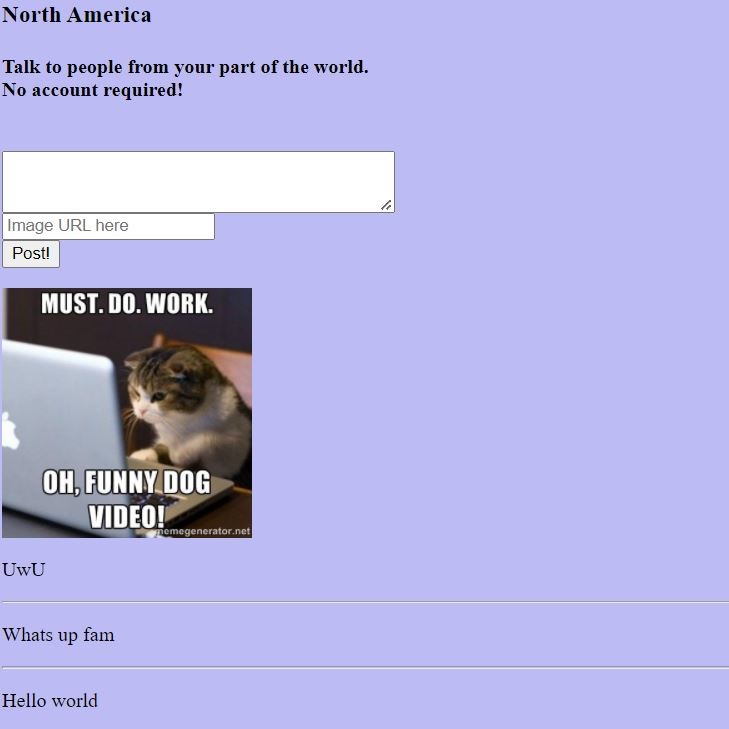 North America
Talk to people from your part of the world.
No account required!
Image URL here
Post!
MUST. DO. WORK.
OH, FUNNY DOG
VIDEO!
memegenerator.net
UwU
Whats up fam
Hello world